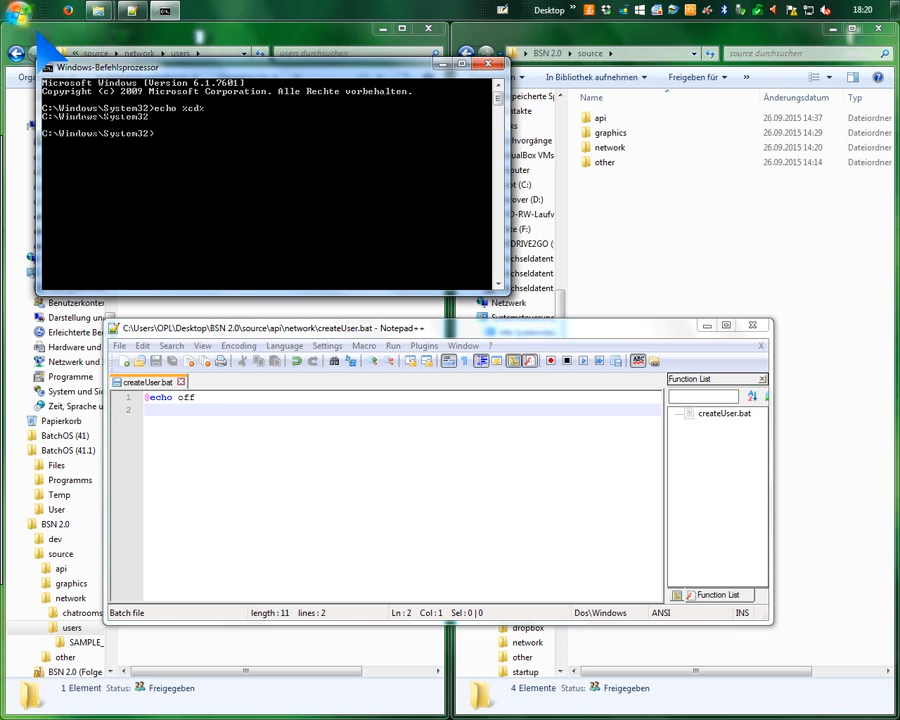 Desktop
18:20
source
network
users
users durchsuchen
BSN 2.0
source
source durchsuchen
Windows-Befehlsprozessor
Microsoft Windows [Version 6.1.7601]
Copyright (c) 2009 Microsoft Corporation. Alle Rechte vorbehalten.
C:\Windows\System32>echo %cd%
C:\Windows\System32
C:\Windows\System32>
In Bibliothek aufnehmen
Freigeben für
Name
Änderungsdatum
Typ
api 26.09.2015 14:37 Dateiordner
graphics 26.09.2015 14:29 Dateiordner
network 26.09.2015 14:20 Dateiordner
other 26.09.2015 14:14 Dateiordner
over (D:)
e (F:)
DRIVE2GO
Netzwerk
Benutzerkonten
Darstellung un
Erleichterte Be
Hardware und
Netzwerk und
Programme
System und Si
Zeit, Sprache u
Papierkorb
BatchOS (41)
BatchOS (41.1)
Files
Programms
Temp
User
BSN 2.0
dev
source
api
graphics
network
chatrooms
users
SAMPLE_
other
BSN 2.0 (Folge
C:\Users\OPL\Desktop\BSN 2.0\source\api\network\createUser.bat - Notepad++
File Edit Search View Encoding Language Settings Macro Run Plugins Window ?
X
createUser.bat
Function List
1 @echo off
2
createUser.bat
Function List
Batch file
length : 11 lines : 2
Ln : 2 Col : 1 Sel : 0 | 0
Dos\Windows
ANSI
INS
dropbox
network
other
startup
1 Element Status: Freigegeben
4 Elemente Status: Freigegeben